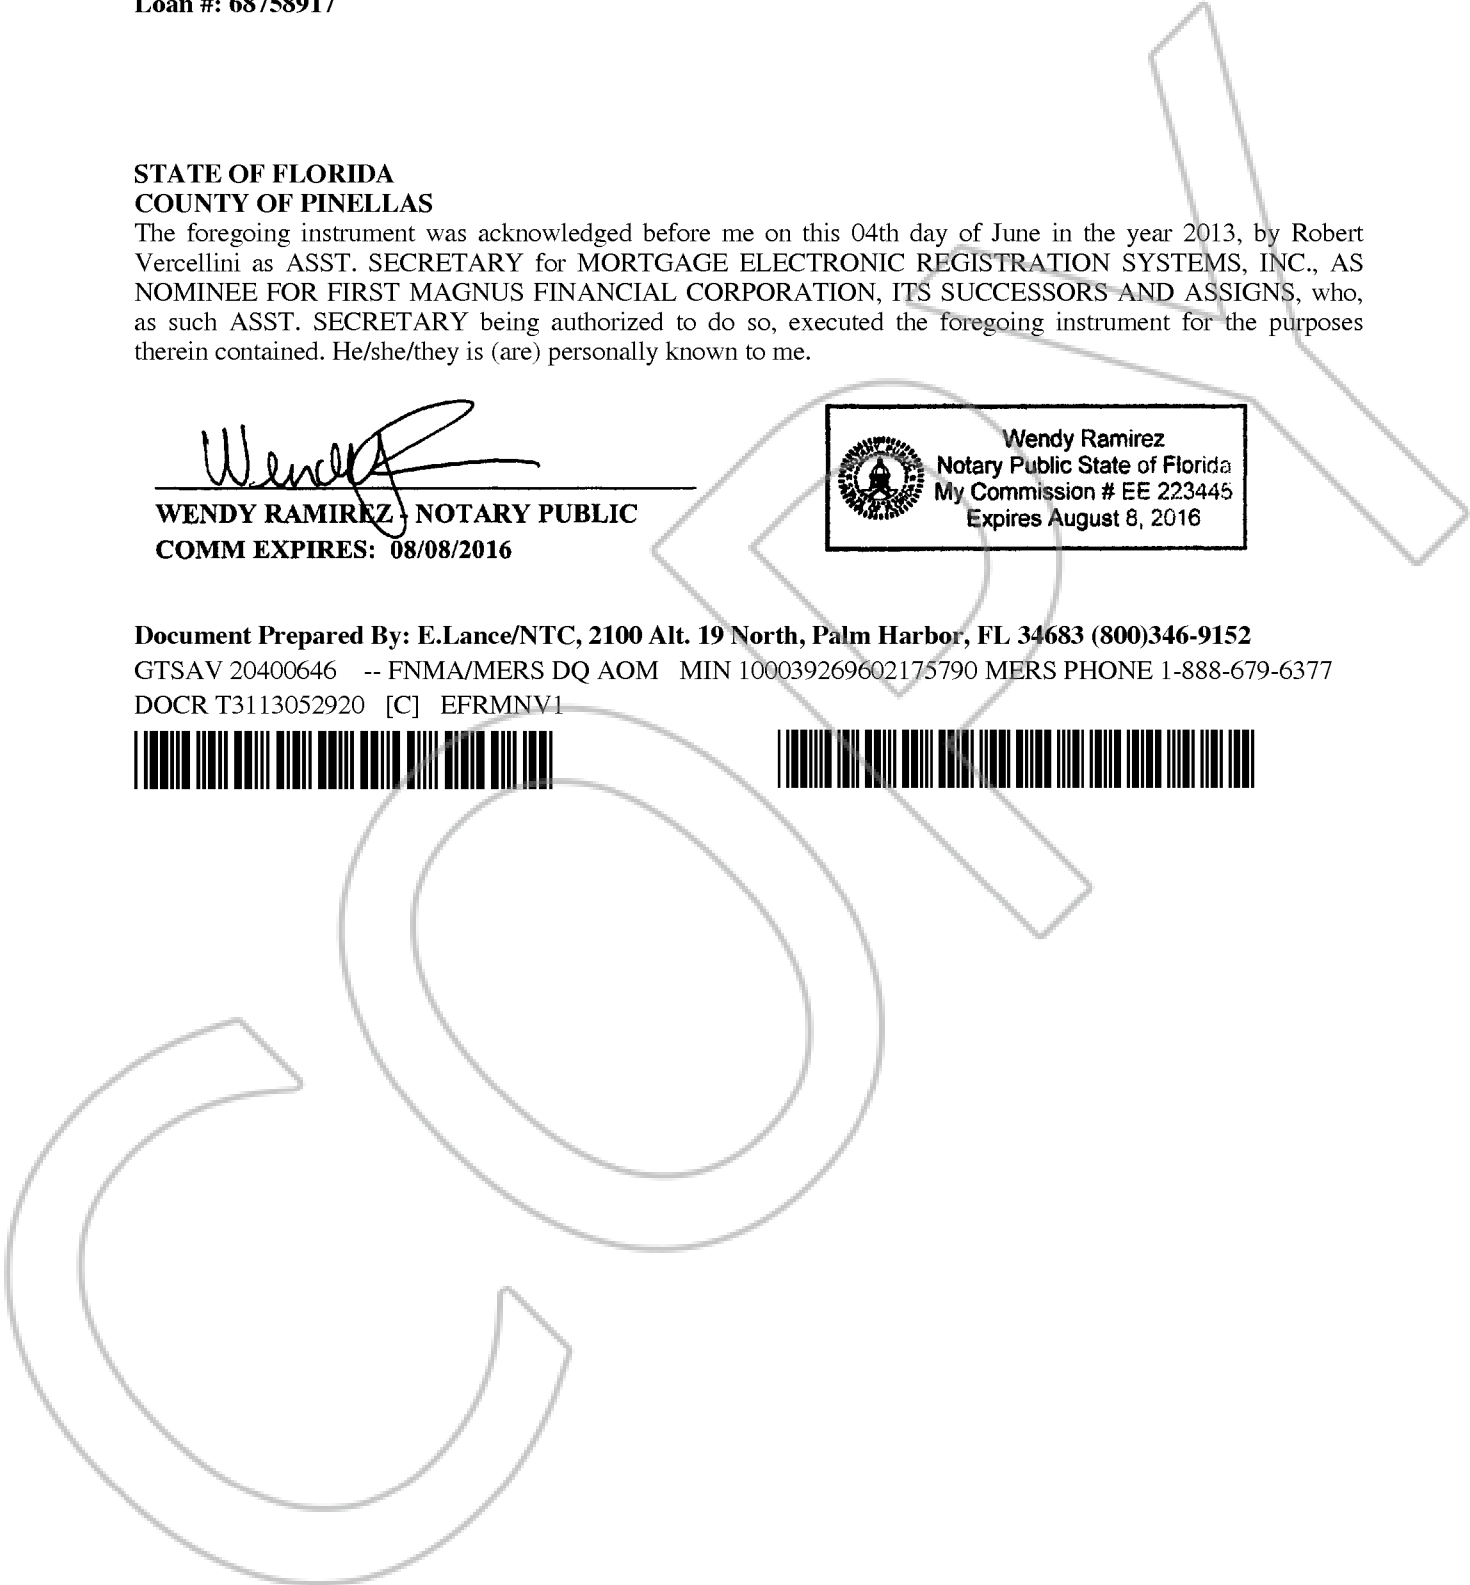 Loan #: 68758917
STATE OF FLORIDA
COUNTY OF PINELLAS
The foregoing instrument was acknowledged before me on this 04th day of June in the year 2013, by Robert
Vercellini as ASST. SECRETARY for MORTGAGE ELECTRONIC REGISTRATION SYSTEMS, INC., AS
NOMINEE FOR FIRST MAGNUS FINANCIAL CORPORATION, ITS SUCCESSORS AND ASSIGNS, who,
as such ASST. SECRETARY being authorized to do so, executed the foregoing instrument for the purposes
therein contained. He/she/they is (are) personally known to me.
WENDY RAMIREZ - NOTARY PUBLIC
COMM EXPIRES: 08/08/2016
Wendy Ramirez
Notary Public State of Florida
My Commission # EE 223445
Expires August 8, 2016
Document Prepared By: E.Lance/NTC, 2100 Alt. 19 North, Palm Harbor, FL 34683 (800)346-9152
GTSAV 20400646 -- FNMA/MERS DQ AOM MIN 100039269602175790 MERS PHONE 1-888-679-6377
DOCR T3113052920 [C] EFRMNV1
COPY